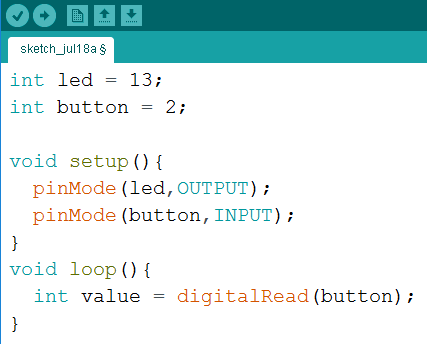 sketch_jul18a §
int led = 13;
int button = 2;
void setup(){
pinMode(led,OUTPUT);
pinMode(button,INPUT);
}
void loop(){
int value = digitalRead(button);
}